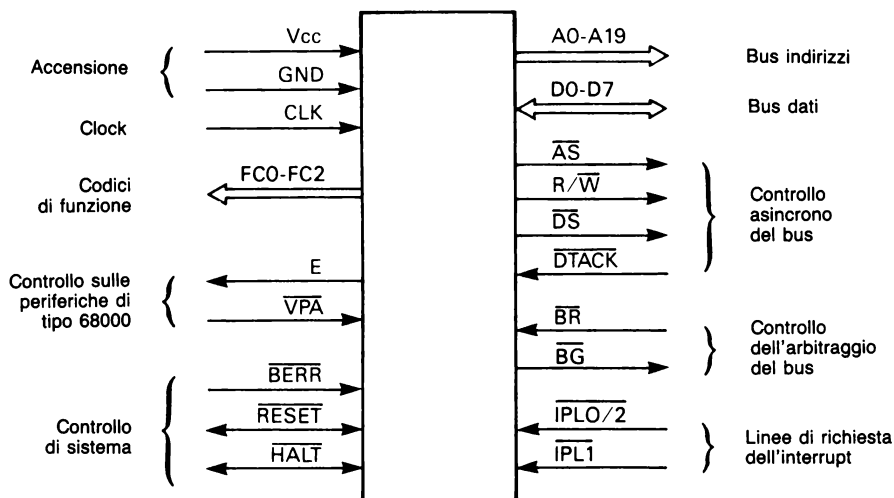 Accensione
Vcc
GND
Clock
CLK
Codici
di funzione
FC0-FC2
Controllo sulle
periferiche di
tipo 68000
E
VPA
Controllo
di sistema
BERR
RESET
HALT
A0-A19
Bus indirizzi
D0-D7
Bus dati
AS
R/W
DS
DTACK
Controllo
asincrono
del bus
BR
BG
Controllo
dell'arbitraggio
del bus
IPL0/2
IPL1
Linee di richiesta
dell'interrupt